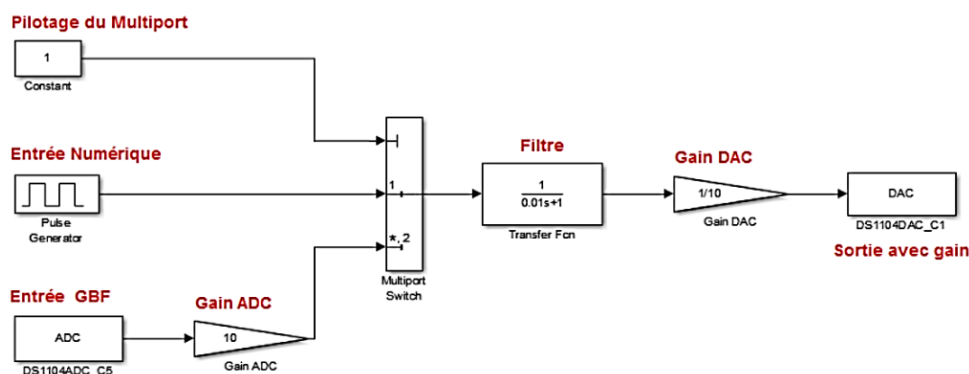 Pilotage du Multiport
1
Constant
Entrée Numérique
Pulse
Generator
Entrée GBF
ADC
DS1104ADC_C5
Gain ADC
10
Gain ADC
1
*, 2
Multiport
Switch
Filtre
1
0.01s+1
Transfer Fcn
Gain DAC
1/10
Gain DAC
DAC
DS1104DAC_C1
Sortie avec gain